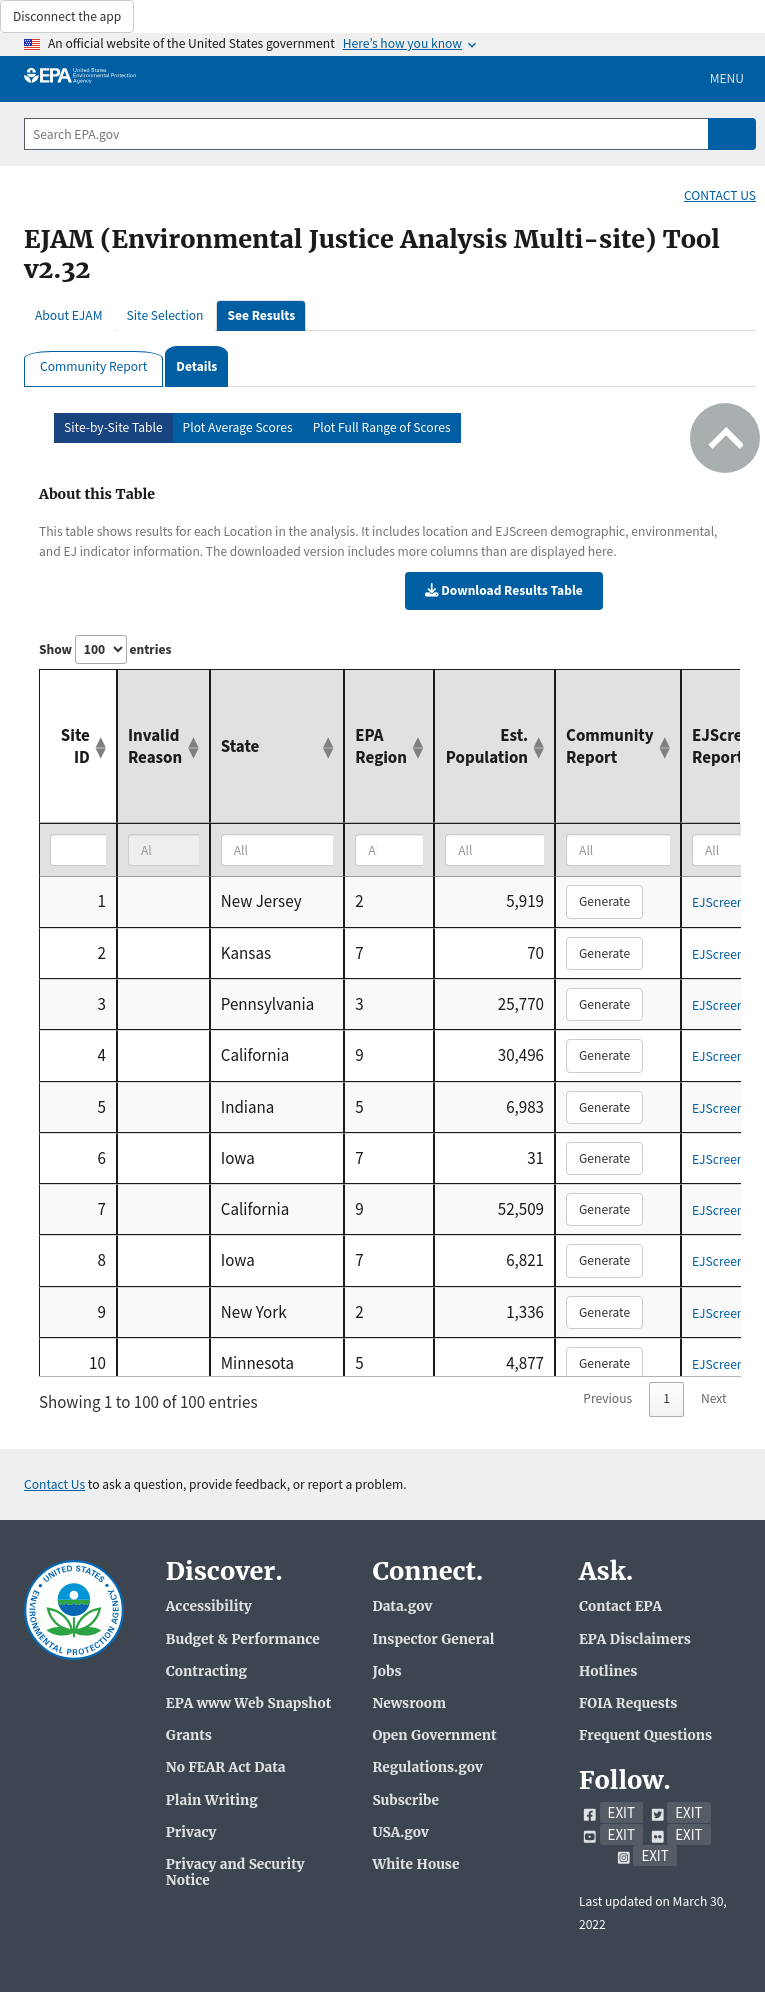 Disconnect the app
An official website of the United States government Here's how you know
EPA United States Environmental Protection Agency
MENU
Search EPA.gov
CONTACT US
EJAM (Environmental Justice Analysis Multi-site) Tool
v2.32
About EJAM Site Selection See Results
Community Report Details
Site-by-Site Table Plot Average Scores Plot Full Range of Scores
About this Table
This table shows results for each Location in the analysis. It includes location and EJScreen demographic, environmental,
and EJ indicator information. The downloaded version includes more columns than are displayed here.
Download Results Table
Show 100 entries
Site ID Invalid Reason State EPA Region Est. Population Community Report EJScre Report
Al All A All All All
1 New Jersey 2 5,919 Generate EJScreen
2 Kansas 7 70 Generate EJScreen
3 Pennsylvania 3 25,770 Generate EJScreen
4 California 9 30,496 Generate EJScreen
5 Indiana 5 6,983 Generate EJScreen
6 Iowa 7 31 Generate EJScreen
7 California 9 52,509 Generate EJScreen
8 Iowa 7 6,821 Generate EJScreen
9 New York 2 1,336 Generate EJScreen
10 Minnesota 5 4,877 Generate EJScreen
Showing 1 to 100 of 100 entries
Previous 1 Next
Contact Us to ask a question, provide feedback, or report a problem.
UNITED STATES ENVIRONMENTAL PROTECTION AGENCY
Discover.
Accessibility
Budget & Performance
Contracting
EPA www Web Snapshot
Grants
No FEAR Act Data
Plain Writing
Privacy
Privacy and Security
Notice
Connect.
Data.gov
Inspector General
Jobs
Newsroom
Open Government
Regulations.gov
Subscribe
USA.gov
White House
Ask.
Contact EPA
EPA Disclaimers
Hotlines
FOIA Requests
Frequent Questions
Follow.
EXIT EXIT
EXIT EXIT
EXIT
Last updated on March 30,
2022